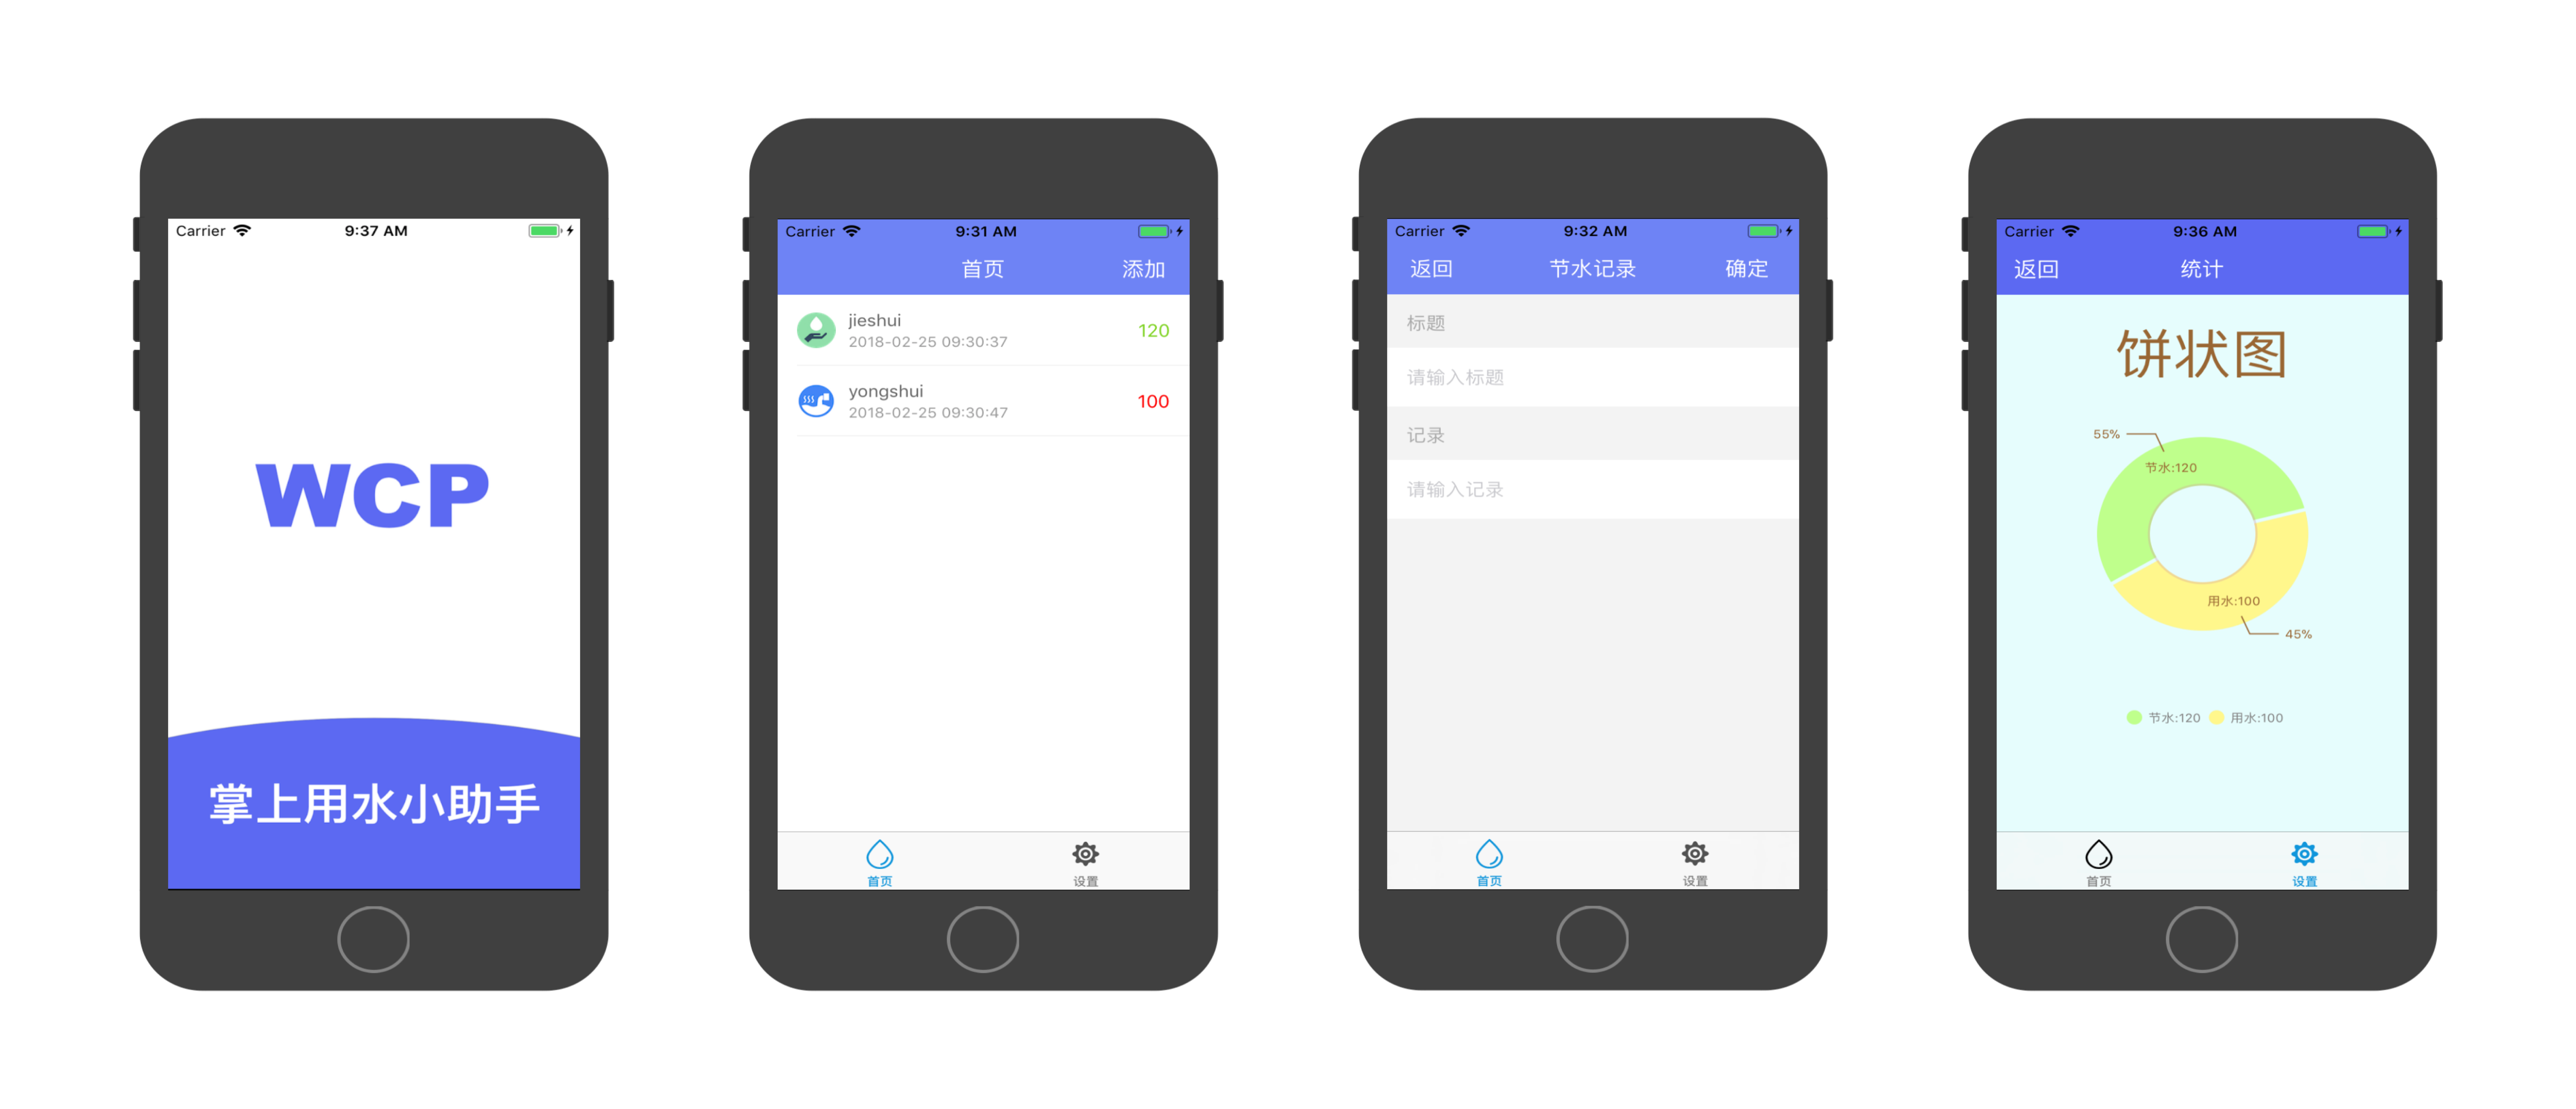 Carrier 9:37 AM
WCP
掌上用水小助手
Carrier 9:31 AM
首页 添加
jieshui
2018-02-25 09:30:37
120
yongshui
2018-02-25 09:30:47
100
首页 设置
Carrier 9:32 AM
返回 节水记录 确定
标题
请输入标题
记录
请输入记录
首页 设置
Carrier 9:36 AM
返回 统计
饼状图
55%
节水:120
用水:100
45%
节水:120 用水:100
首页 设置